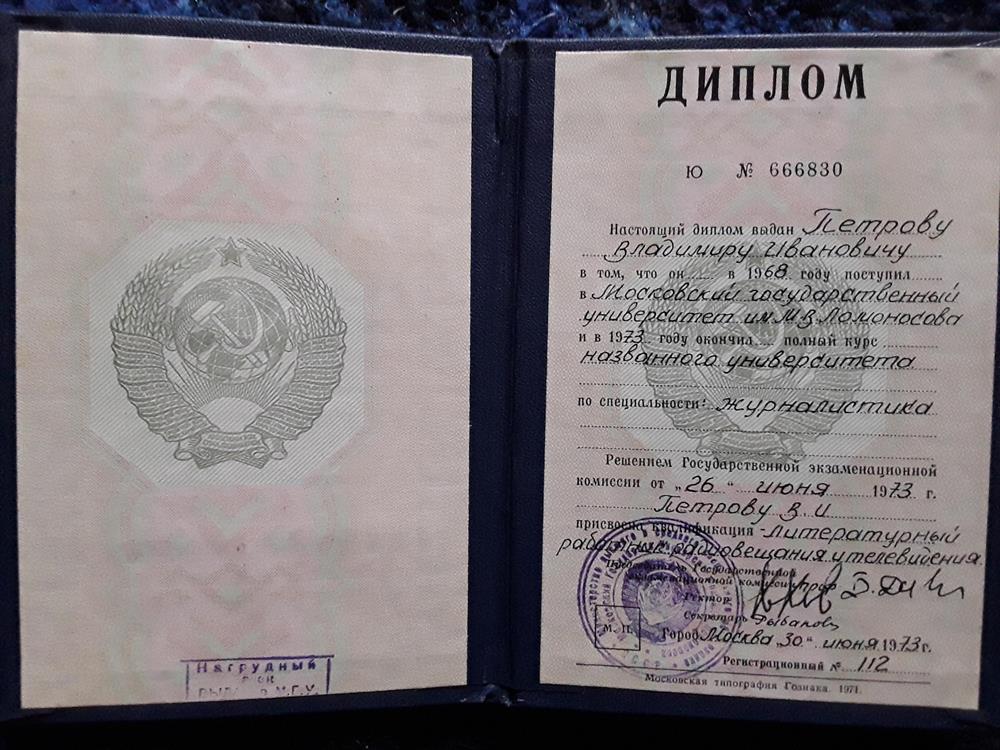 ДИПЛОМ
Ю № 666830
Настоящий диплом выдан Петрову
Владимиру Ивановичу
в том, что он в 1968 году поступил
в Московский государственный
университет им. М.В. Ломоносова
и в 1973 году окончил полный курс
названного университета
по специальности: журналистика
Решением Государственной экзаменационной
комиссии от „26" июня 1973 г.
Петрову В.И
присвоена квалификация - литературный
работник радиовещания и телевидения.
Председатель Государственной
экзаменационной комиссии
Ректор
Секретарь
М. П.
Город Москва „30" июня 1973 г.
Регистрационный № 112
Московская типография Гознака. 1971.
Нагрудный